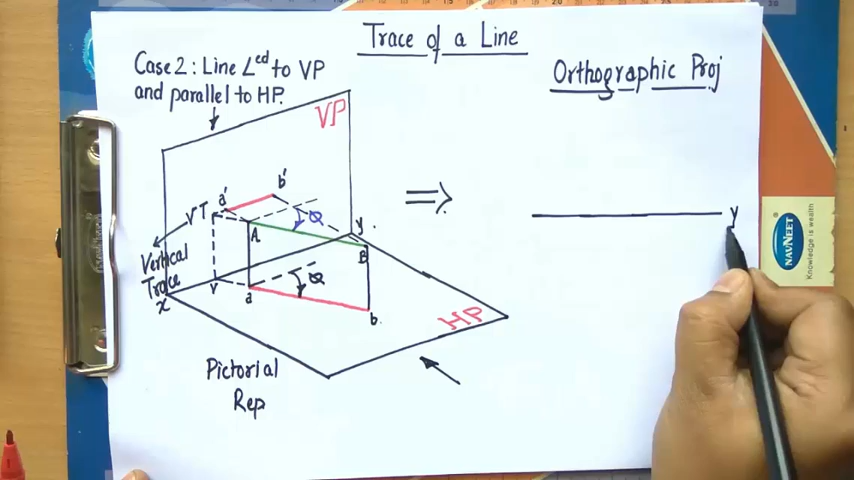 Trace of a Line
Case 2 : Line ∠ed to VP
and parallel to HP.
Orthographic Proj
VP
a'
b'
VT
Ø
A
y
y
B
Vertical
Trace
x
v
a
Ø
b
HP
Pictorial
Rep
NAVNEET
Knowledge is wealth